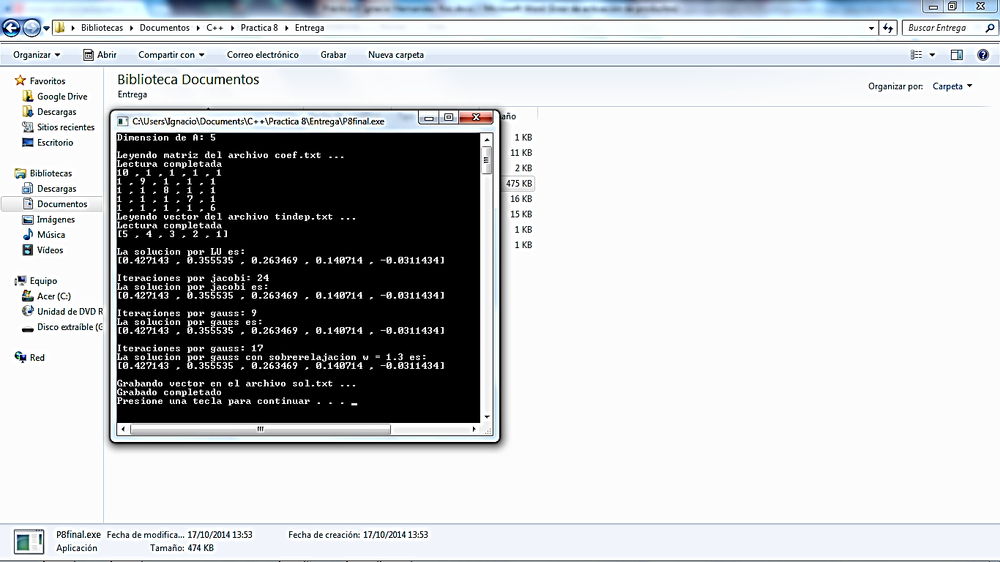 Bibliotecas Documentos C++ Practica 8 Entrega
Buscar Entrega
Organizar Abrir Compartir con Correo electrónico Grabar Nueva carpeta
Biblioteca Documentos
Entrega
Organizar por: Carpeta
Favoritos
Google Drive
Descargas
Sitios recientes
Escritorio
Bibliotecas
Descargas
Documentos
Imágenes
Música
Vídeos
Equipo
Acer (C:)
Unidad de DVD R
Disco extraíble (G
Red
1 KB
11 KB
2 KB
475 KB
16 KB
15 KB
1 KB
1 KB
C:\Users\Ignacio\Documents\C++\Practica 8\Entrega\P8final.exe
Dimension de A: 5
Leyendo matriz del archivo coef.txt ...
Lectura completada
10 , 1 , 1 , 1 , 1
1 , 9 , 1 , 1 , 1
1 , 1 , 8 , 1 , 1
1 , 1 , 1 , 7 , 1
1 , 1 , 1 , 1 , 6
Leyendo vector del archivo tindep.txt ...
Lectura completada
[5 , 4 , 3 , 2 , 1]
La solucion por LU es:
[0.427143 , 0.355535 , 0.263469 , 0.140714 , -0.0311434]
Iteraciones por jacobi: 24
La solucion por jacobi es:
[0.427143 , 0.355535 , 0.263469 , 0.140714 , -0.0311434]
Iteraciones por gauss: 9
La solucion por gauss es:
[0.427143 , 0.355535 , 0.263469 , 0.140714 , -0.0311434]
Iteraciones por gauss: 17
La solucion por gauss con sobrerelajacion w = 1.3 es:
[0.427143 , 0.355535 , 0.263469 , 0.140714 , -0.0311434]
Grabando vector en el archivo sol.txt ...
Grabado completado
Presione una tecla para continuar . . .
P8final.exe Fecha de modifica... 17/10/2014 13:53 Fecha de creación: 17/10/2014 13:53
Aplicación Tamaño: 474 KB